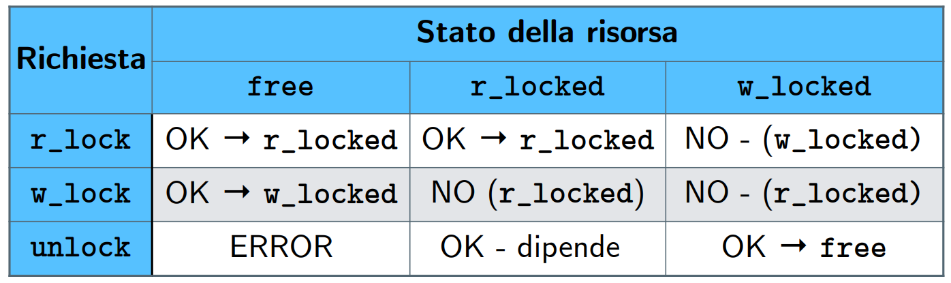 Richiesta Stato della risorsa
free r_locked w_locked
r_lock OK → r_locked OK → r_locked NO - (w_locked)
w_lock OK → w_locked NO (r_locked) NO - (r_locked)
unlock ERROR OK - dipende OK → free